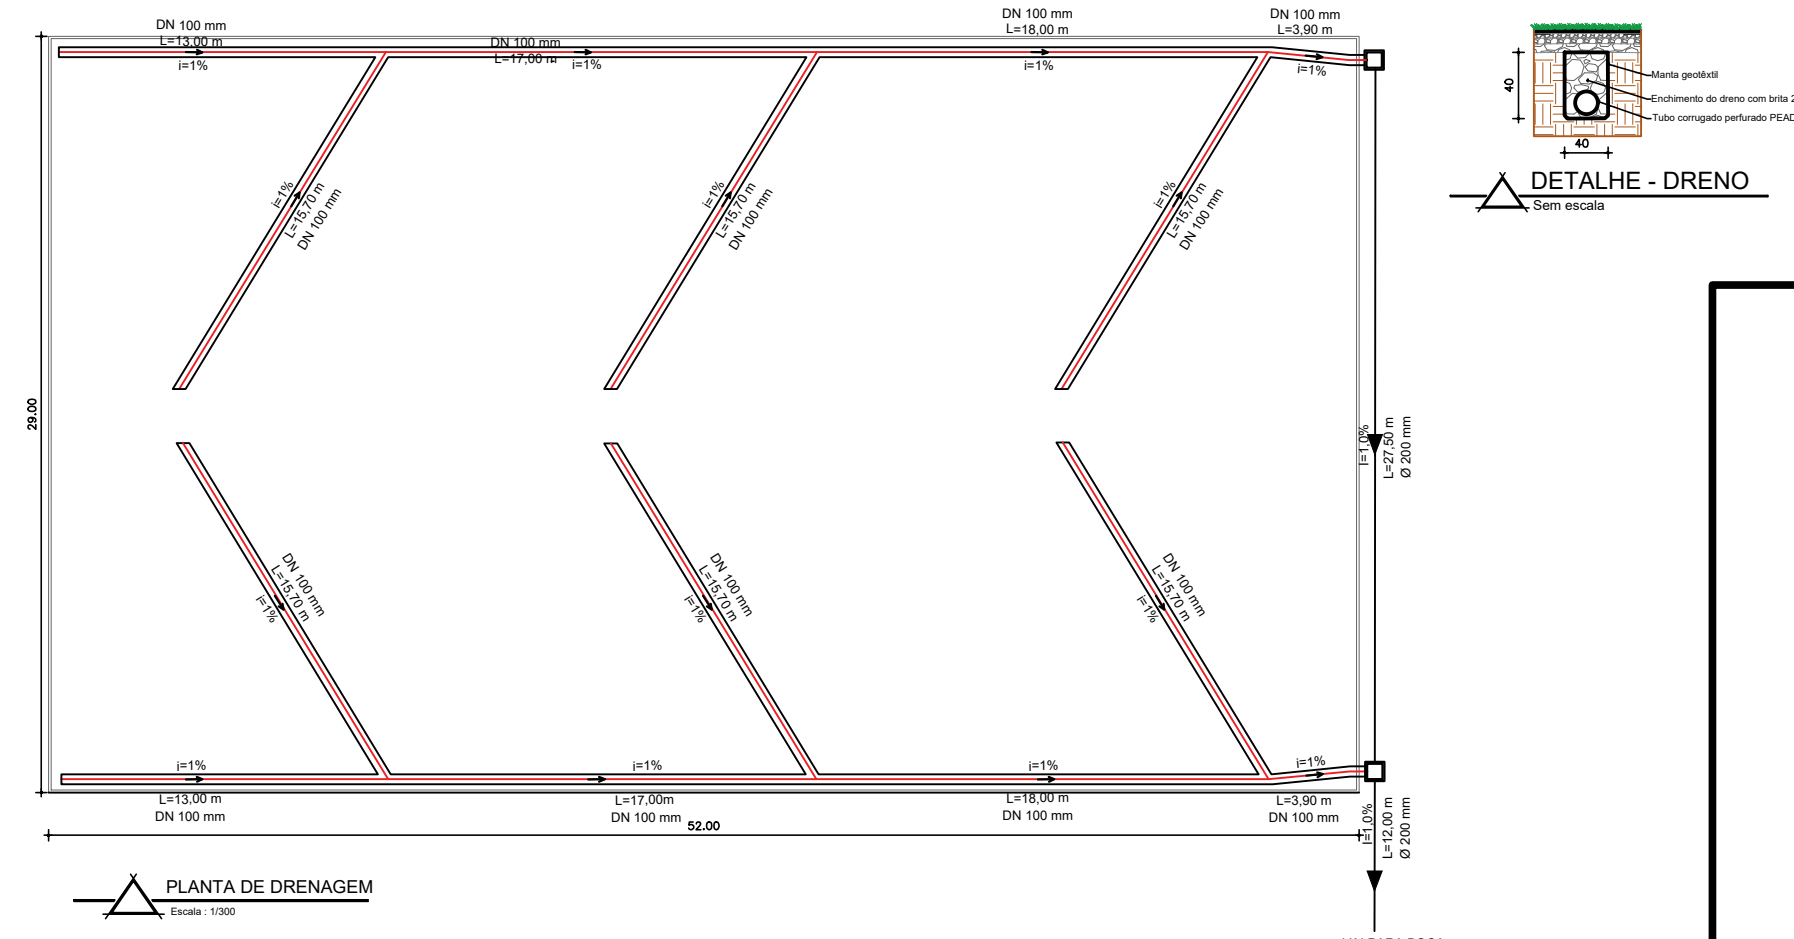 DN 100 mm
L=13,00 m
i=1%
DN 100 mm
L=17,00 m
i=1%
DN 100 mm
L=18,00 m
i=1%
DN 100 mm
L=3,90 m
i=1%
i=1%
L=15,70 m
DN 100 mm
i=1%
L=15,70 m
DN 100 mm
i=1%
L=15,70 m
DN 100 mm
29.00
I=1,0%
L=27,50 m
Ø 200 mm
DN 100 mm
L=15,70 m
i=1%
DN 100 mm
L=15,70 m
i=1%
DN 100 mm
L=15,70 m
i=1%
i=1%
L=13,00 m
DN 100 mm
i=1%
L=17,00m
DN 100 mm
i=1%
L=18,00 m
DN 100 mm
i=1%
L=3,90 m
DN 100 mm
52.00
I=1,0%
L=12,00 m
Ø 200 mm
PLANTA DE DRENAGEM
Escala : 1/300
40
40
Manta geotêxtil
Enchimento do dreno com brita 2
Tubo corrugado perfurado PEAD
DETALHE - DRENO
Sem escala